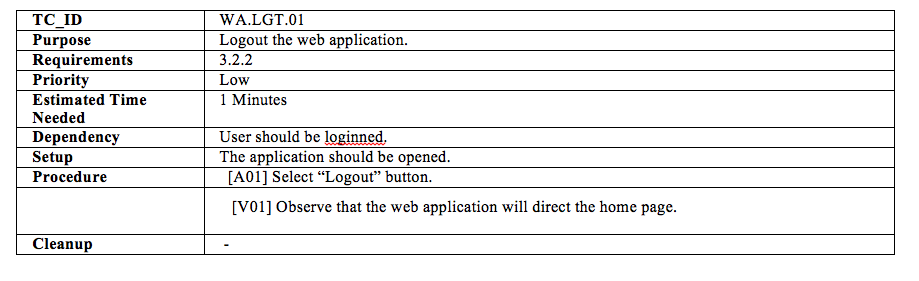 TC_ID WA.LGT.01
Purpose Logout the web application.
Requirements 3.2.2
Priority Low
Estimated Time 1 Minutes
Needed
Dependency User should be loginned.
Setup The application should be opened.
Procedure [A01] Select “Logout” button.
[V01] Observe that the web application will direct the home page.
Cleanup -